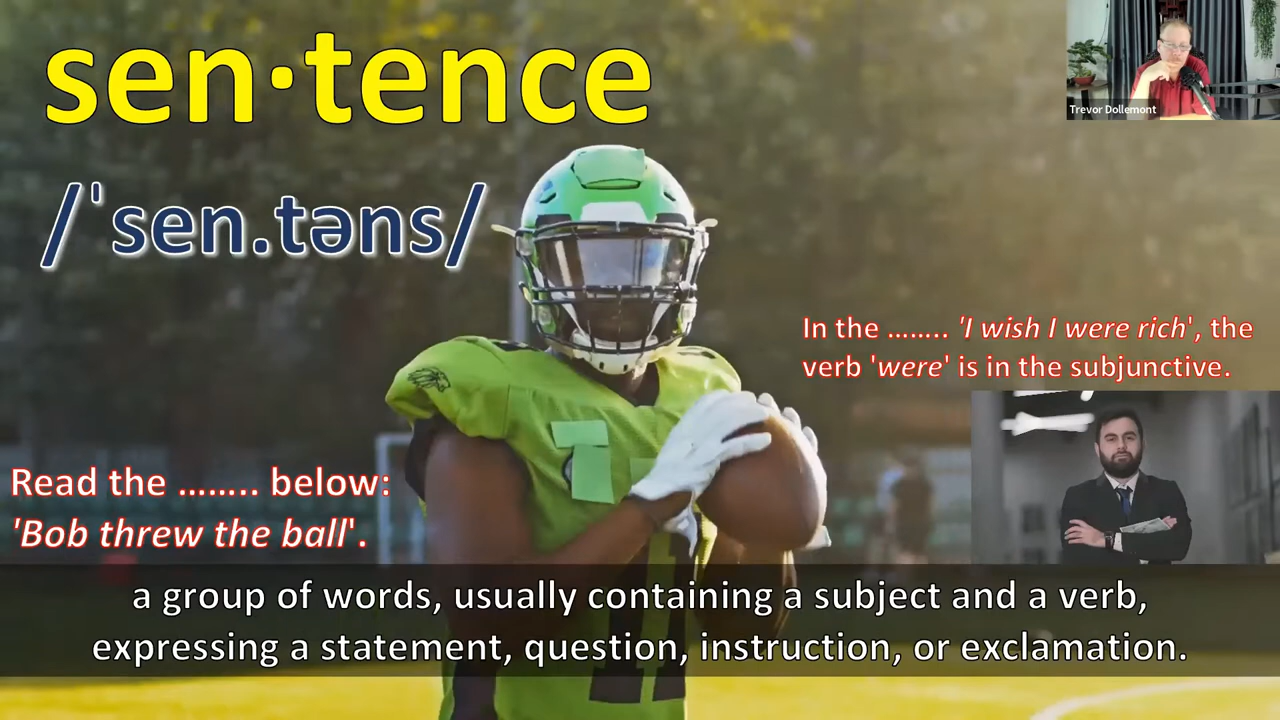 sen·tence
Trevor Dollemont
/ˈsen.təns/
In the …….. 'I wish I were rich', the
verb 'were' is in the subjunctive.
Read the …….. below:
'Bob threw the ball'.
a group of words, usually containing a subject and a verb,
expressing a statement, question, instruction, or exclamation.